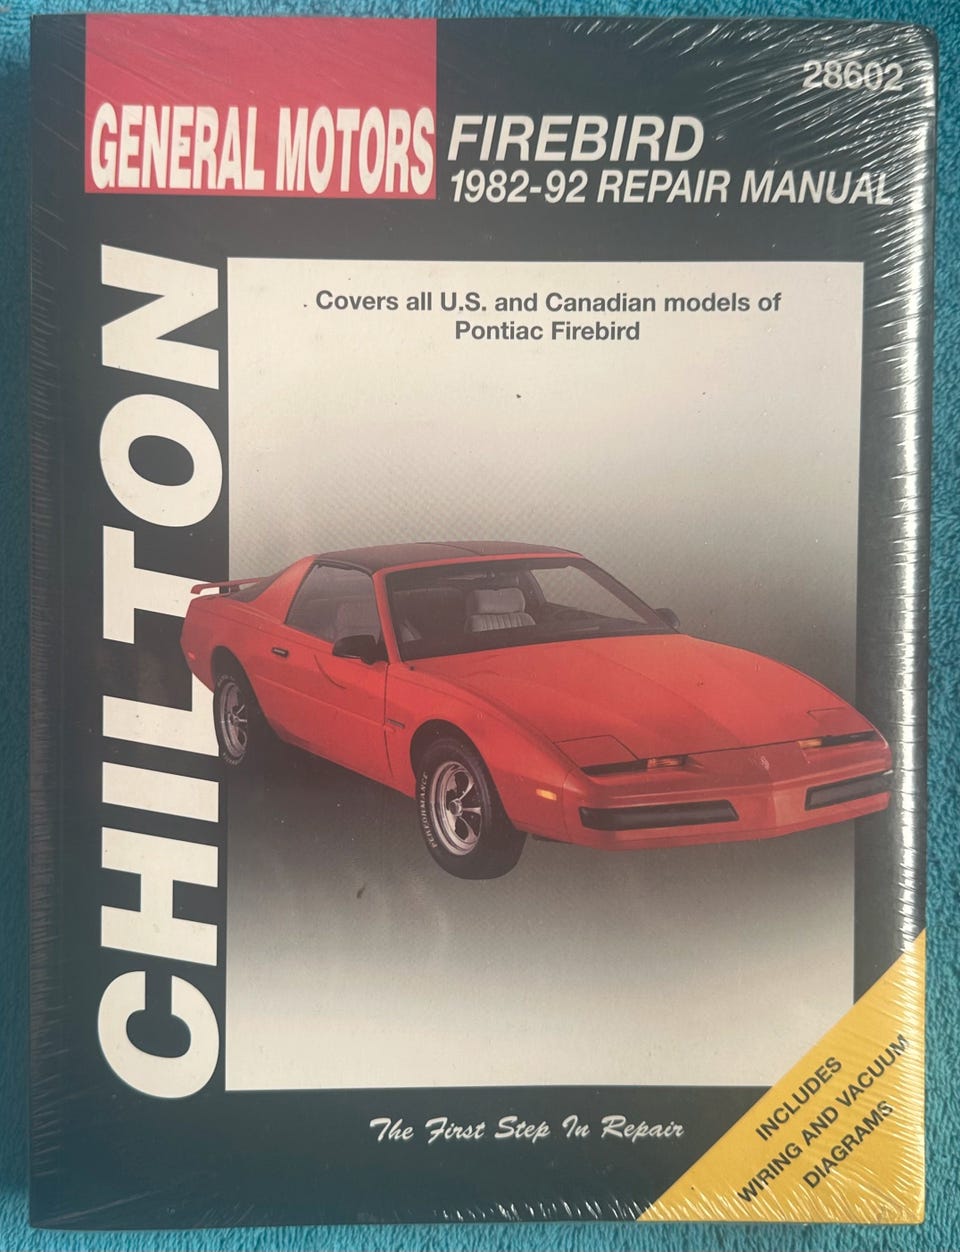 28602
GENERAL MOTORS
FIREBIRD
1982-92 REPAIR MANUAL
CHILTON
Covers all U.S. and Canadian models of
Pontiac Firebird
PERFORMANCE
The First Step In Repair
INCLUDES
WIRING AND VACUUM
DIAGRAMS